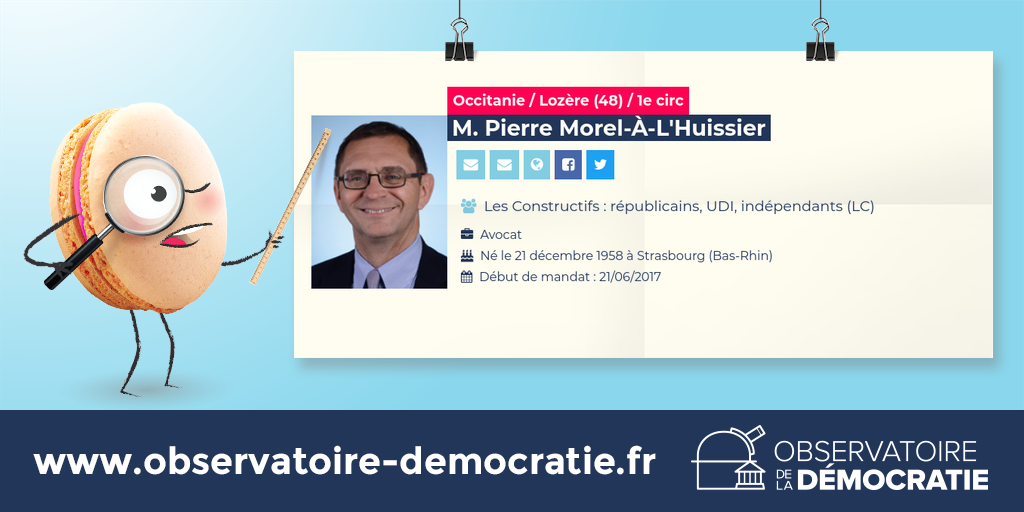 Occitanie / Lozère (48) / 1e circ
M. Pierre Morel-À-L'Huissier
Les Constructifs : républicains, UDI, indépendants (LC)
Avocat
Né le 21 décembre 1958 à Strasbourg (Bas-Rhin)
Début de mandat : 21/06/2017
www.observatoire-democratie.fr
OBSERVATOIRE
DE LA DÉMOCRATIE